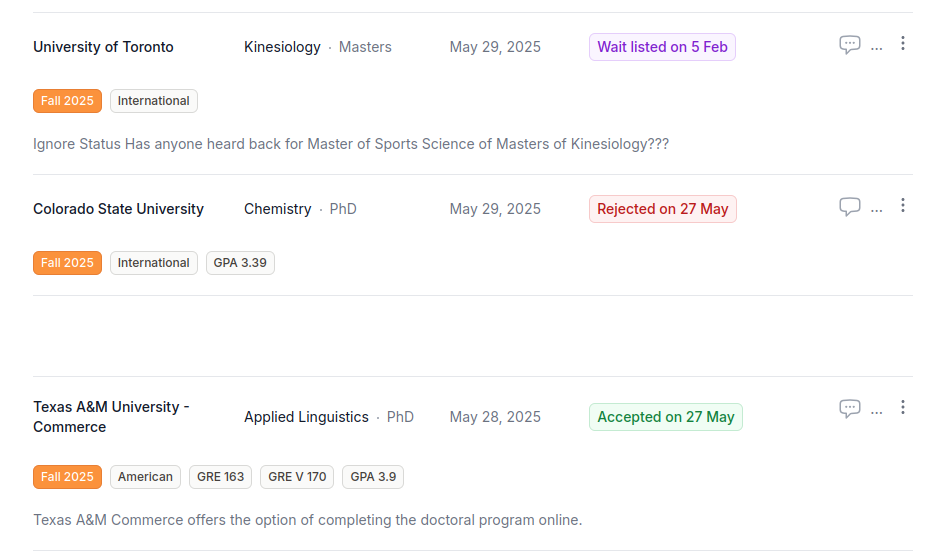 University of Toronto Kinesiology · Masters May 29, 2025 Wait listed on 5 Feb ...
Fall 2025 International
Ignore Status Has anyone heard back for Master of Sports Science of Masters of Kinesiology???
Colorado State University Chemistry · PhD May 29, 2025 Rejected on 27 May ...
Fall 2025 International GPA 3.39
Texas A&M University -
Commerce Applied Linguistics · PhD May 28, 2025 Accepted on 27 May ...
Fall 2025 American GRE 163 GRE V 170 GPA 3.9
Texas A&M Commerce offers the option of completing the doctoral program online.